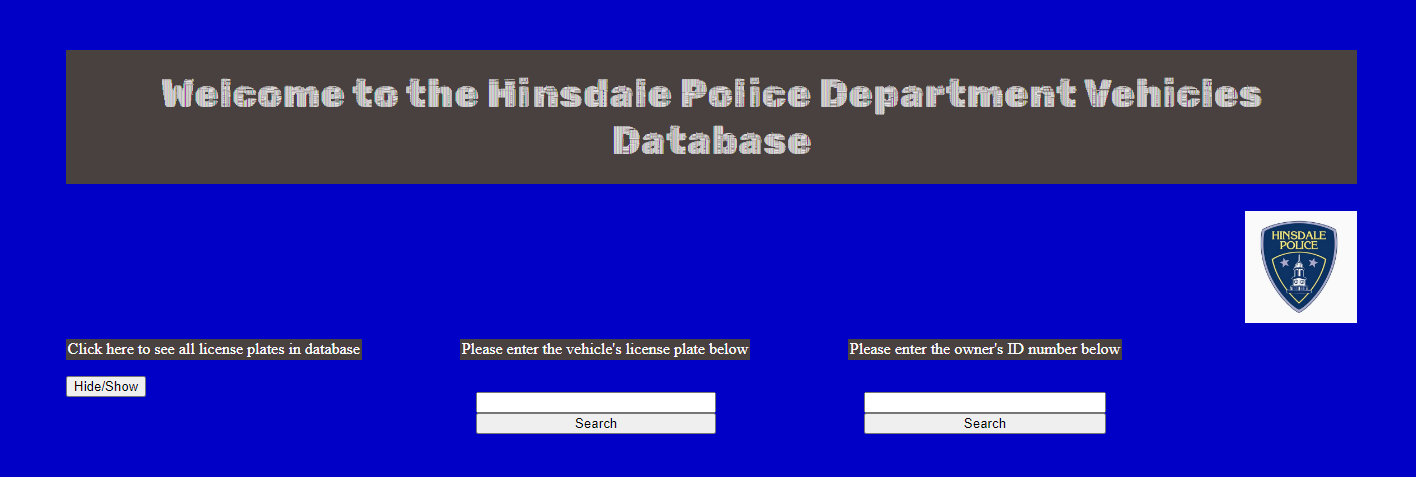 Welcome to the Hinsdale Police Department Vehicles
Database
HINSDALE
POLICE
Click here to see all license plates in database
Please enter the vehicle's license plate below
Please enter the owner's ID number below
Hide/Show
Search
Search